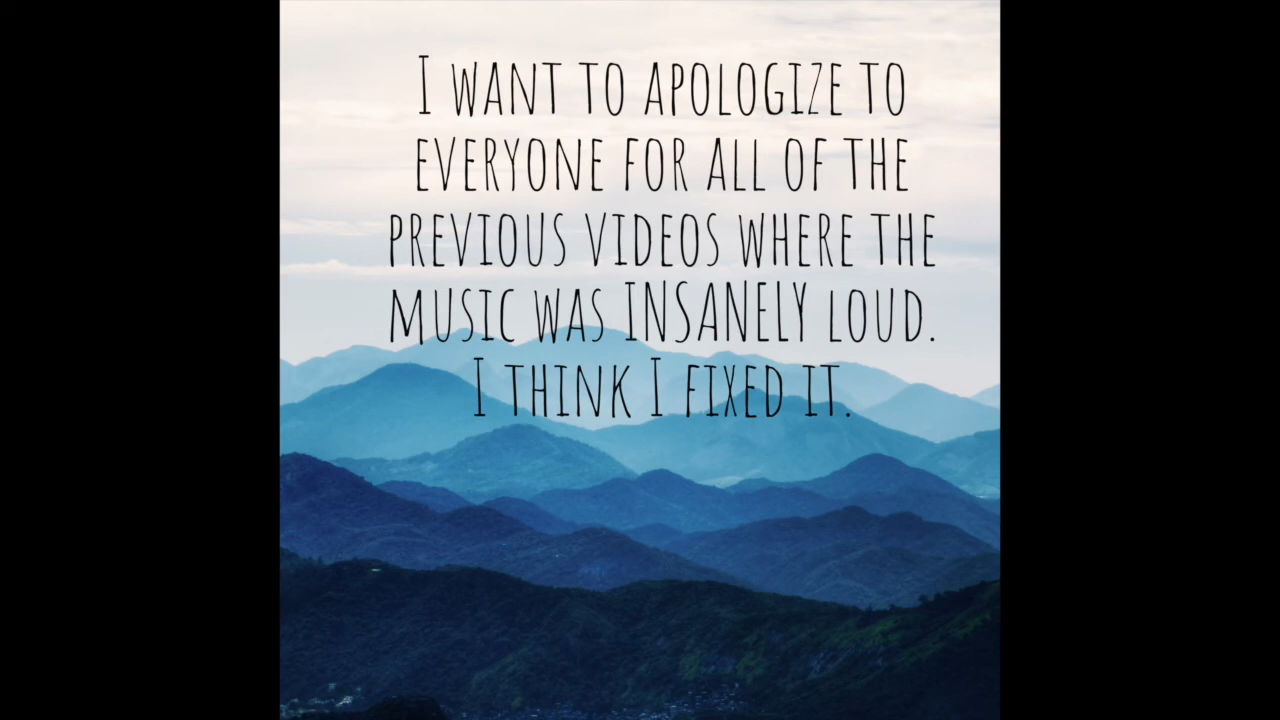 I WANT TO APOLOGIZE TO
EVERYONE FOR ALL OF THE
PREVIOUS VIDEOS WHERE THE
MUSIC WAS INSANELY LOUD.
I THINK I FIXED IT.